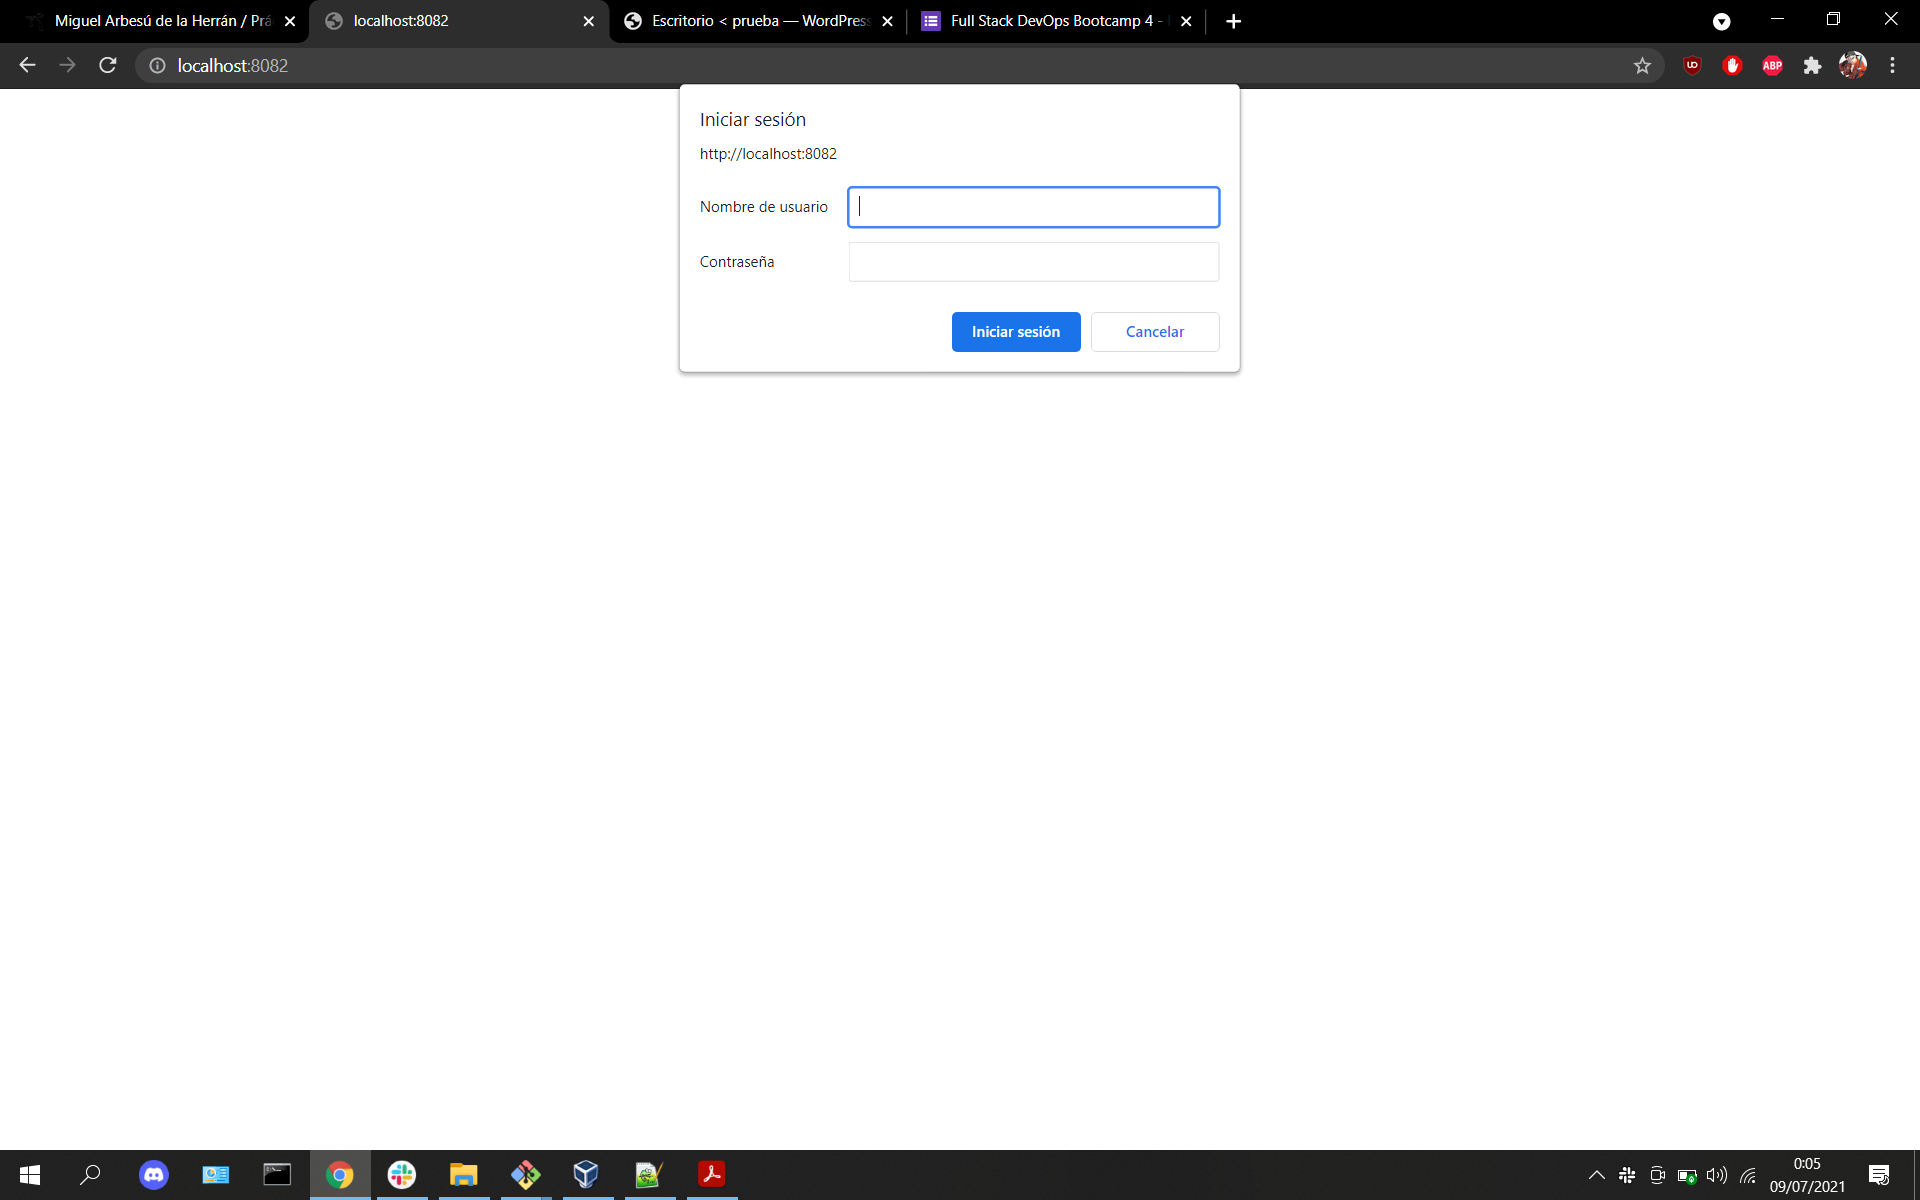 Miguel Arbesú de la Herrán / Prá
localhost:8082
Escritorio < prueba — WordPress
Full Stack DevOps Bootcamp 4 -
localhost:8082
ABP
Iniciar sesión
http://localhost:8082
Nombre de usuario
Contraseña
Iniciar sesión
Cancelar
0:05
09/07/2021